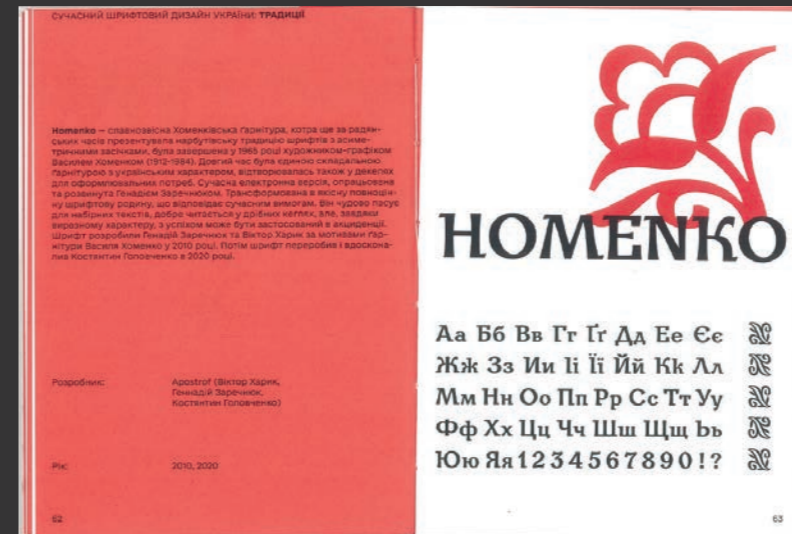 СУЧАСНИЙ ШРИФТОВИЙ ДИЗАЙН УКРАЇНИ: ТРАДИЦІЇ
Homenko — славнозвісна Хоменківська ґарнітура, котра ще за радян-
ських часів презентувала нарбутівську традицію шрифтів з асиме-
тричними засічками, була завершена у 1965 році художником-графіком
Василем Хоменком (1912-1984). Довгий час була єдиною складальною
ґарнітурою з українським характером, відтворювалась також у декелях
для оформлювальних потреб. Сучасна електронна версія, опрацьована
та розвинута Генадієм Заречнюком. Трансформована в якісну повноцін-
ну шрифтову родину, що відповідає сучасним вимогам. Він чудово пасує
для набірних текстів, добре читається у дрібних кеглях, але, завдяки
виразному характеру, з успіхом може бути застосований в акциденції.
Шрифт розробили Генадій Заречнюк та Віктор Харик за мотивами ґар-
нітури Василя Хоменко у 2010 році. Потім шрифт переробив і вдоскона-
лив Костянтин Головченко в 2020 році.
Розробник: Apostrof (Віктор Харик,
Геннадій Заречнюк,
Костянтин Головченко)
Рік: 2010, 2020
62
HOMENKO
Аа Бб Вв Гг Ґґ Дд Ее Єє
Жж Зз Ии Іі Її Йй Кк Лл
Мм Нн Оо Пп Рр Сс Тт Уу
Фф Хх Цц Чч Шш Щщ Ьь
Юю Яя 1 2 3 4 5 6 7 8 9 0 ! ?
63